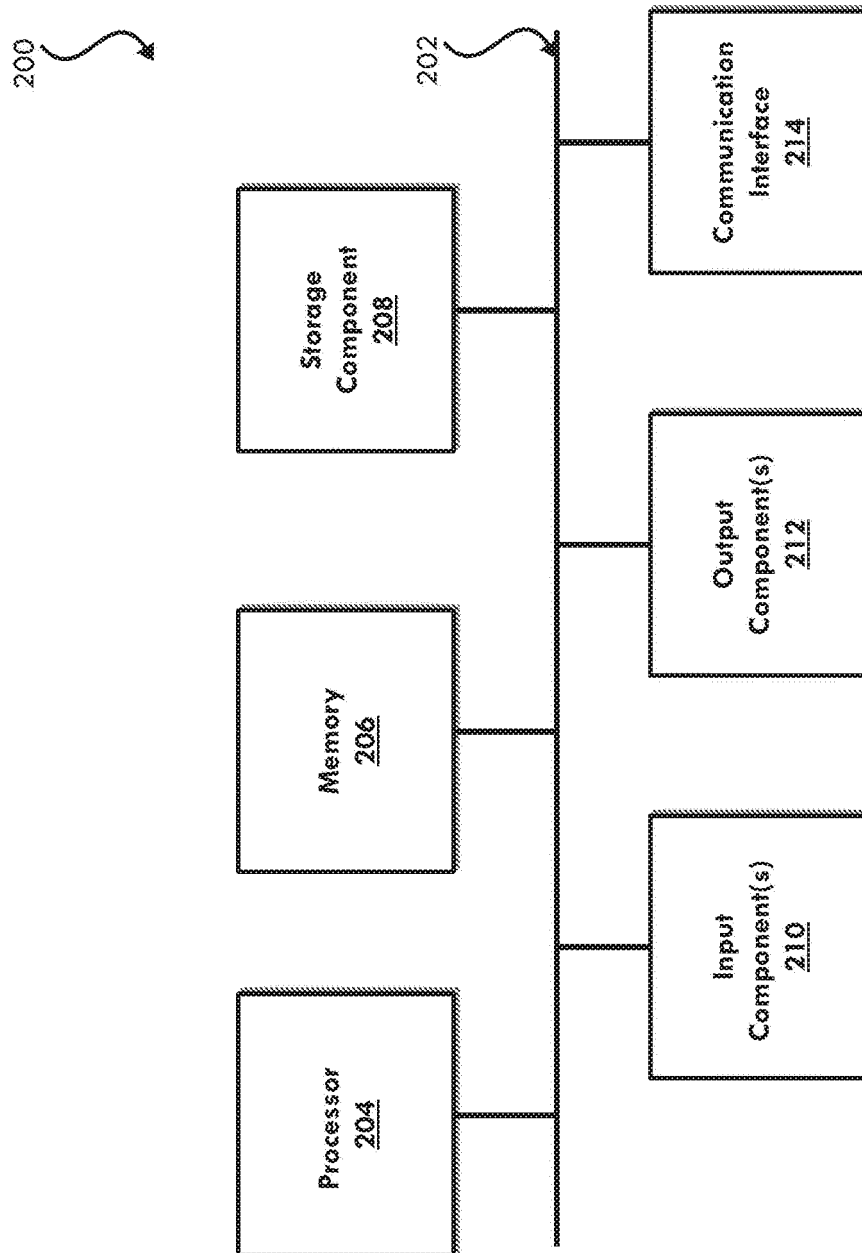 200
202
Processor
204
Memory
206
Storage
Component
208
Input
Component(s)
210
Output
Component(s)
212
Communication
Interface
214